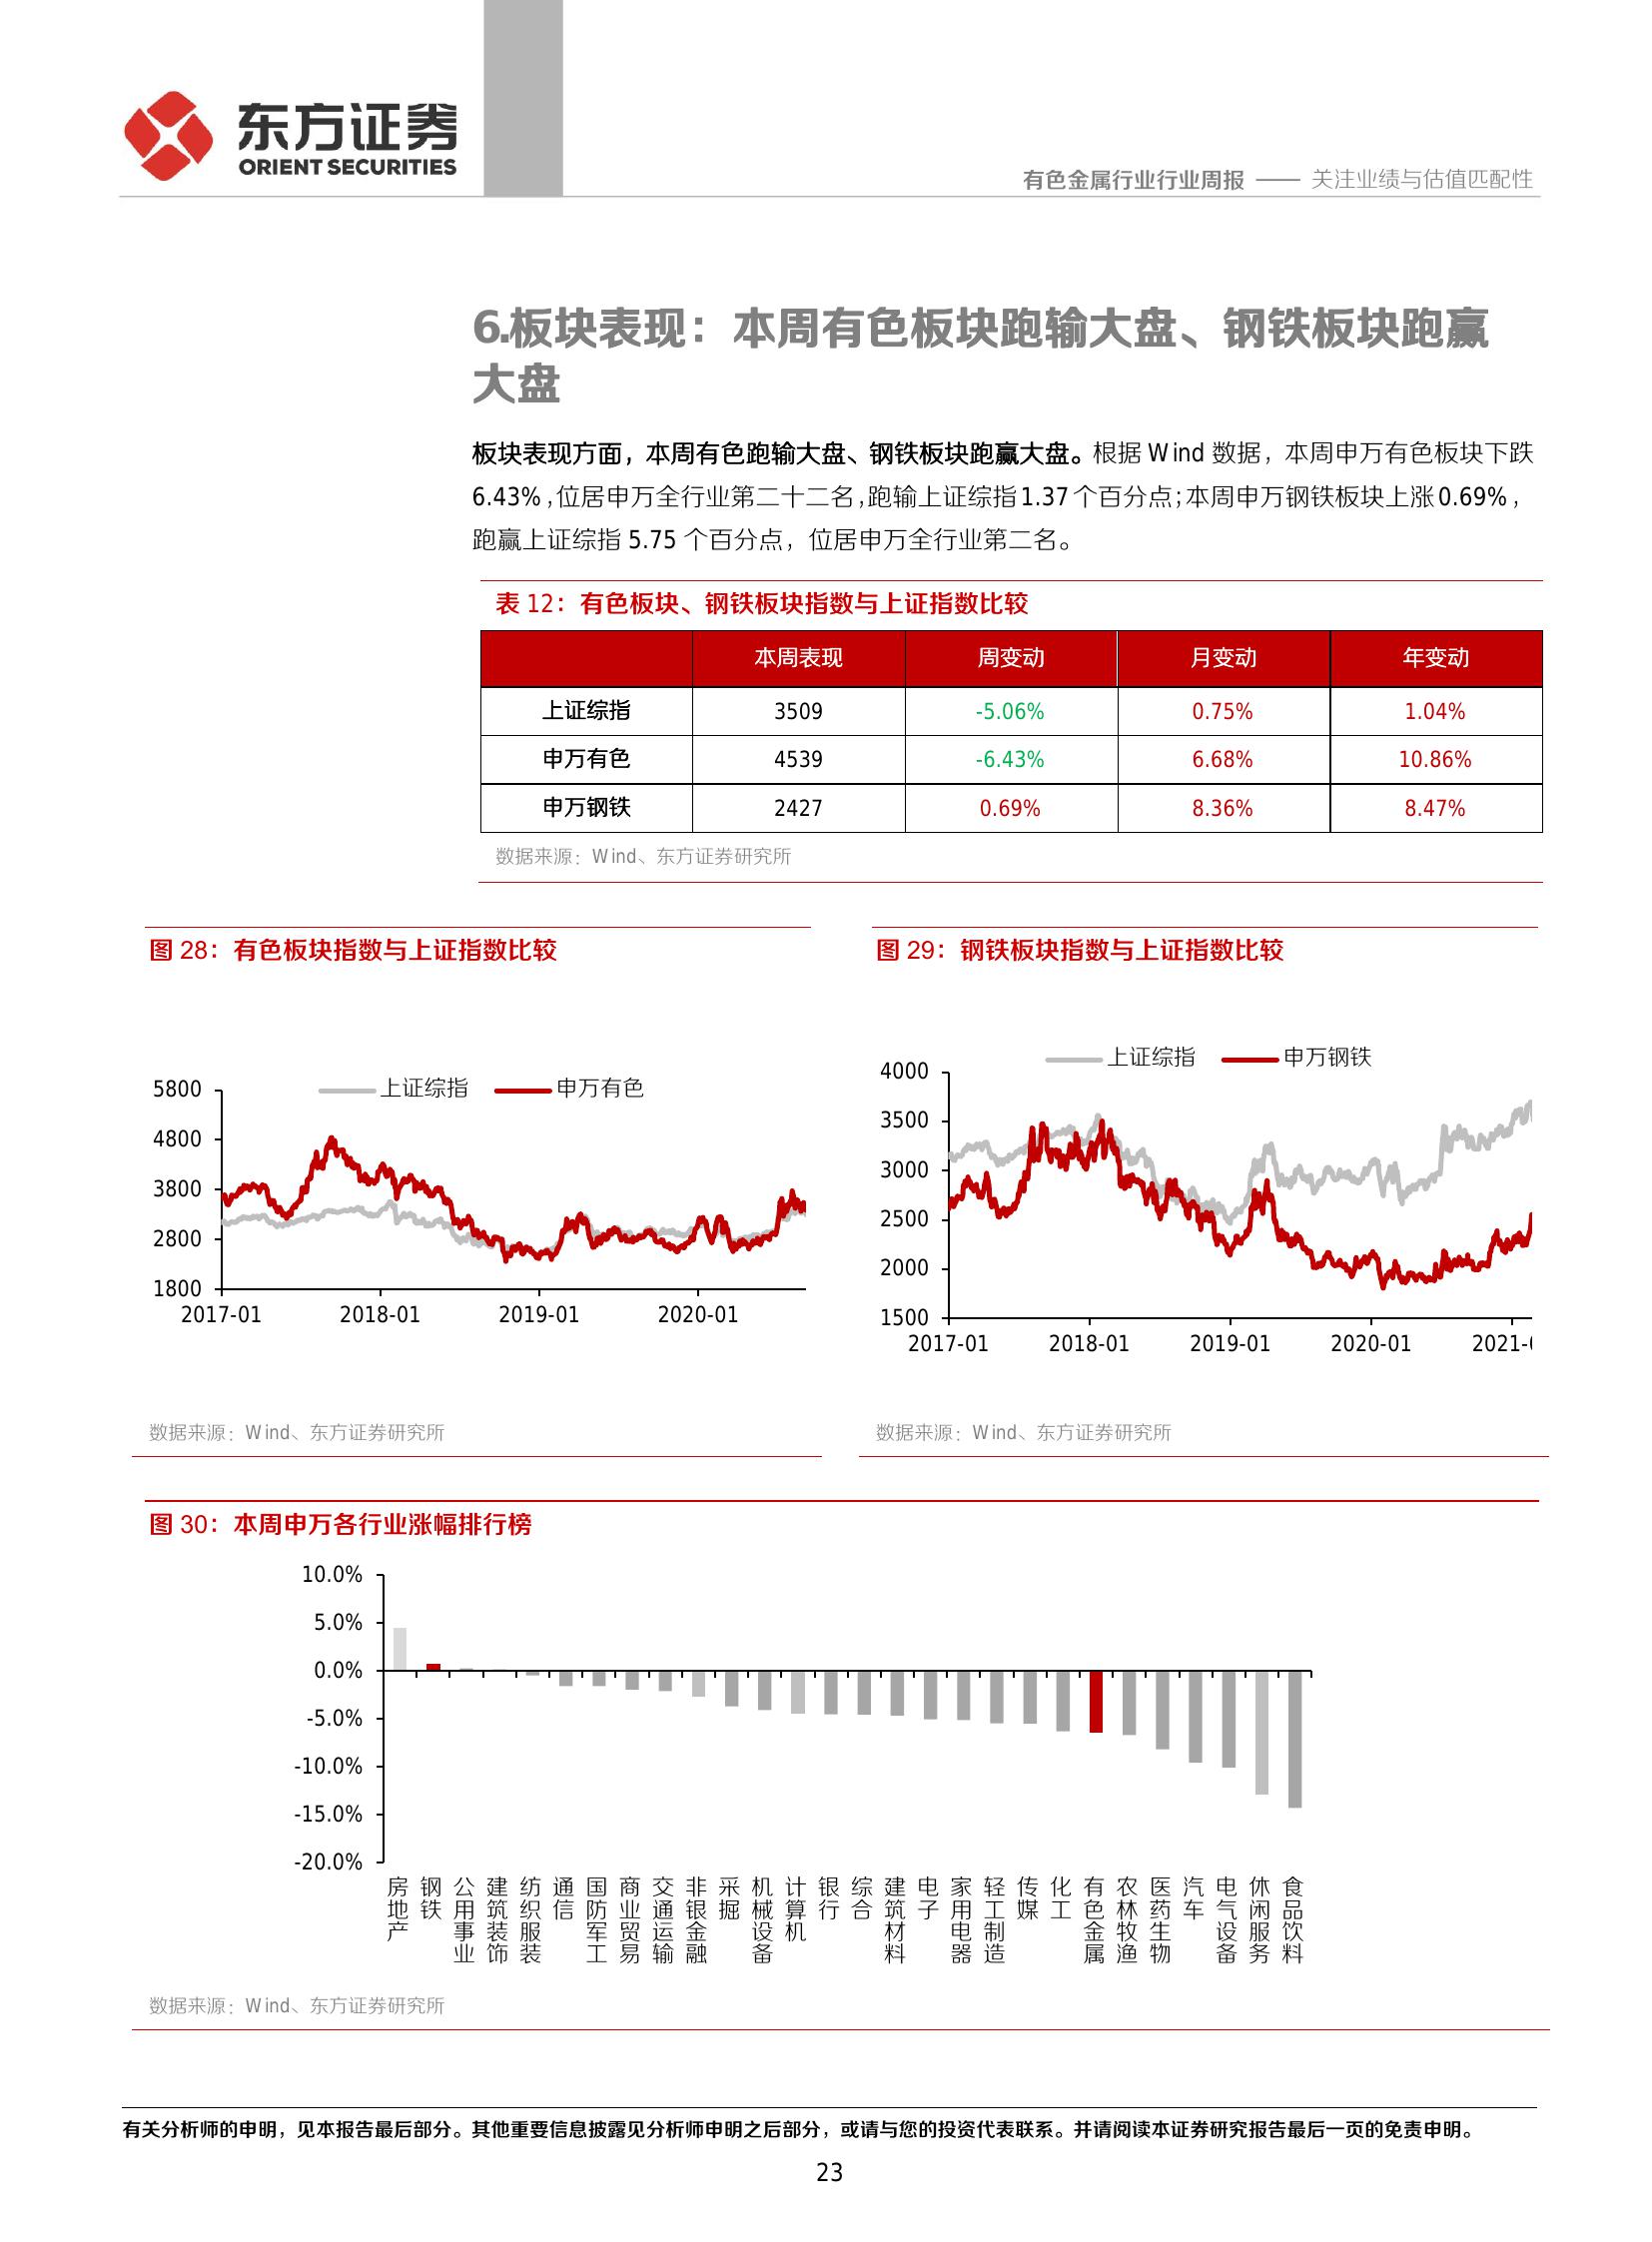 东方证券
ORIENT SECURITIES
有色金属行业行业周报 —— 关注业绩与估值匹配性
6.板块表现：本周有色板块跑输大盘、钢铁板块跑赢
大盘
板块表现方面，本周有色跑输大盘、钢铁板块跑赢大盘。根据 Wind 数据，本周申万有色板块下跌
6.43%，位居申万全行业第二十二名，跑输上证综指 1.37 个百分点；本周申万钢铁板块上涨 0.69%，
跑赢上证综指 5.75 个百分点，位居申万全行业第二名。
表 12：有色板块、钢铁板块指数与上证指数比较
本周表现 周变动 月变动 年变动
上证综指 3509 -5.06% 0.75% 1.04%
申万有色 4539 -6.43% 6.68% 10.86%
申万钢铁 2427 0.69% 8.36% 8.47%
数据来源：Wind、东方证券研究所
图 28：有色板块指数与上证指数比较
上证综指 申万有色
5800
4800
3800
2800
1800
2017-01 2018-01 2019-01 2020-01
数据来源：Wind、东方证券研究所
图 29：钢铁板块指数与上证指数比较
上证综指 申万钢铁
4000
3500
3000
2500
2000
1500
2017-01 2018-01 2019-01 2020-01 2021-
数据来源：Wind、东方证券研究所
图 30：本周申万各行业涨幅排行榜
10.0%
5.0%
0.0%
-5.0%
-10.0%
-15.0%
-20.0%
房地产 钢铁 公用事业 建筑装饰 纺织服装 通信 国防军工 商业贸易 交通运输 非银金融 采掘 机械设备 计算机 银行 综合 建筑材料 电子 家用电器 轻工制造 传媒 化工 有色金属 农林牧渔 医药生物 汽车 电气设备 休闲服务 食品饮料
数据来源：Wind、东方证券研究所
有关分析师的申明，见本报告最后部分。其他重要信息披露见分析师申明之后部分，或请与您的投资代表联系。并请阅读本证券研究报告最后一页的免责申明。
23